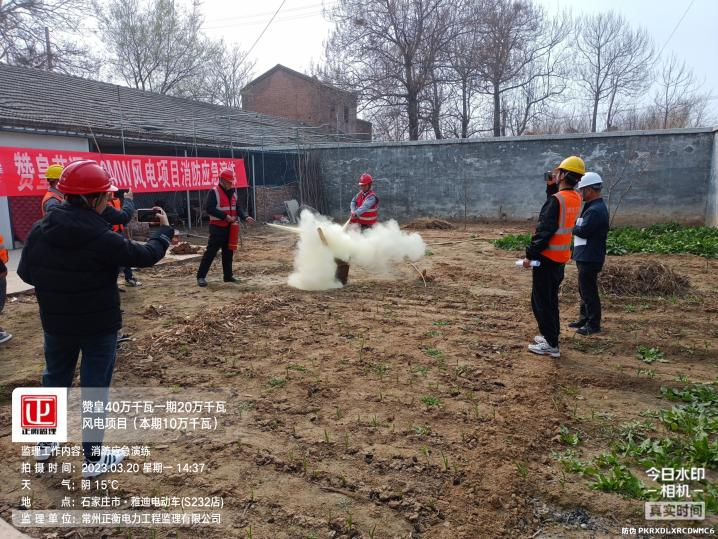 赞皇
MW风电项目消防应急演练
正衡监理
赞皇40万千瓦一期20万千瓦
风电项目（本期10万千瓦）
监理工作内容：消防应急演练
拍摄时间：2023.03.20 星期一 14:37
天气：阴 15℃
地点：石家庄市·雅迪电动车(S232店)
监理单位：常州正衡电力工程监理有限公司
今日水印
相机
真实时间
防伪 PKRXDLXRCDWMC6